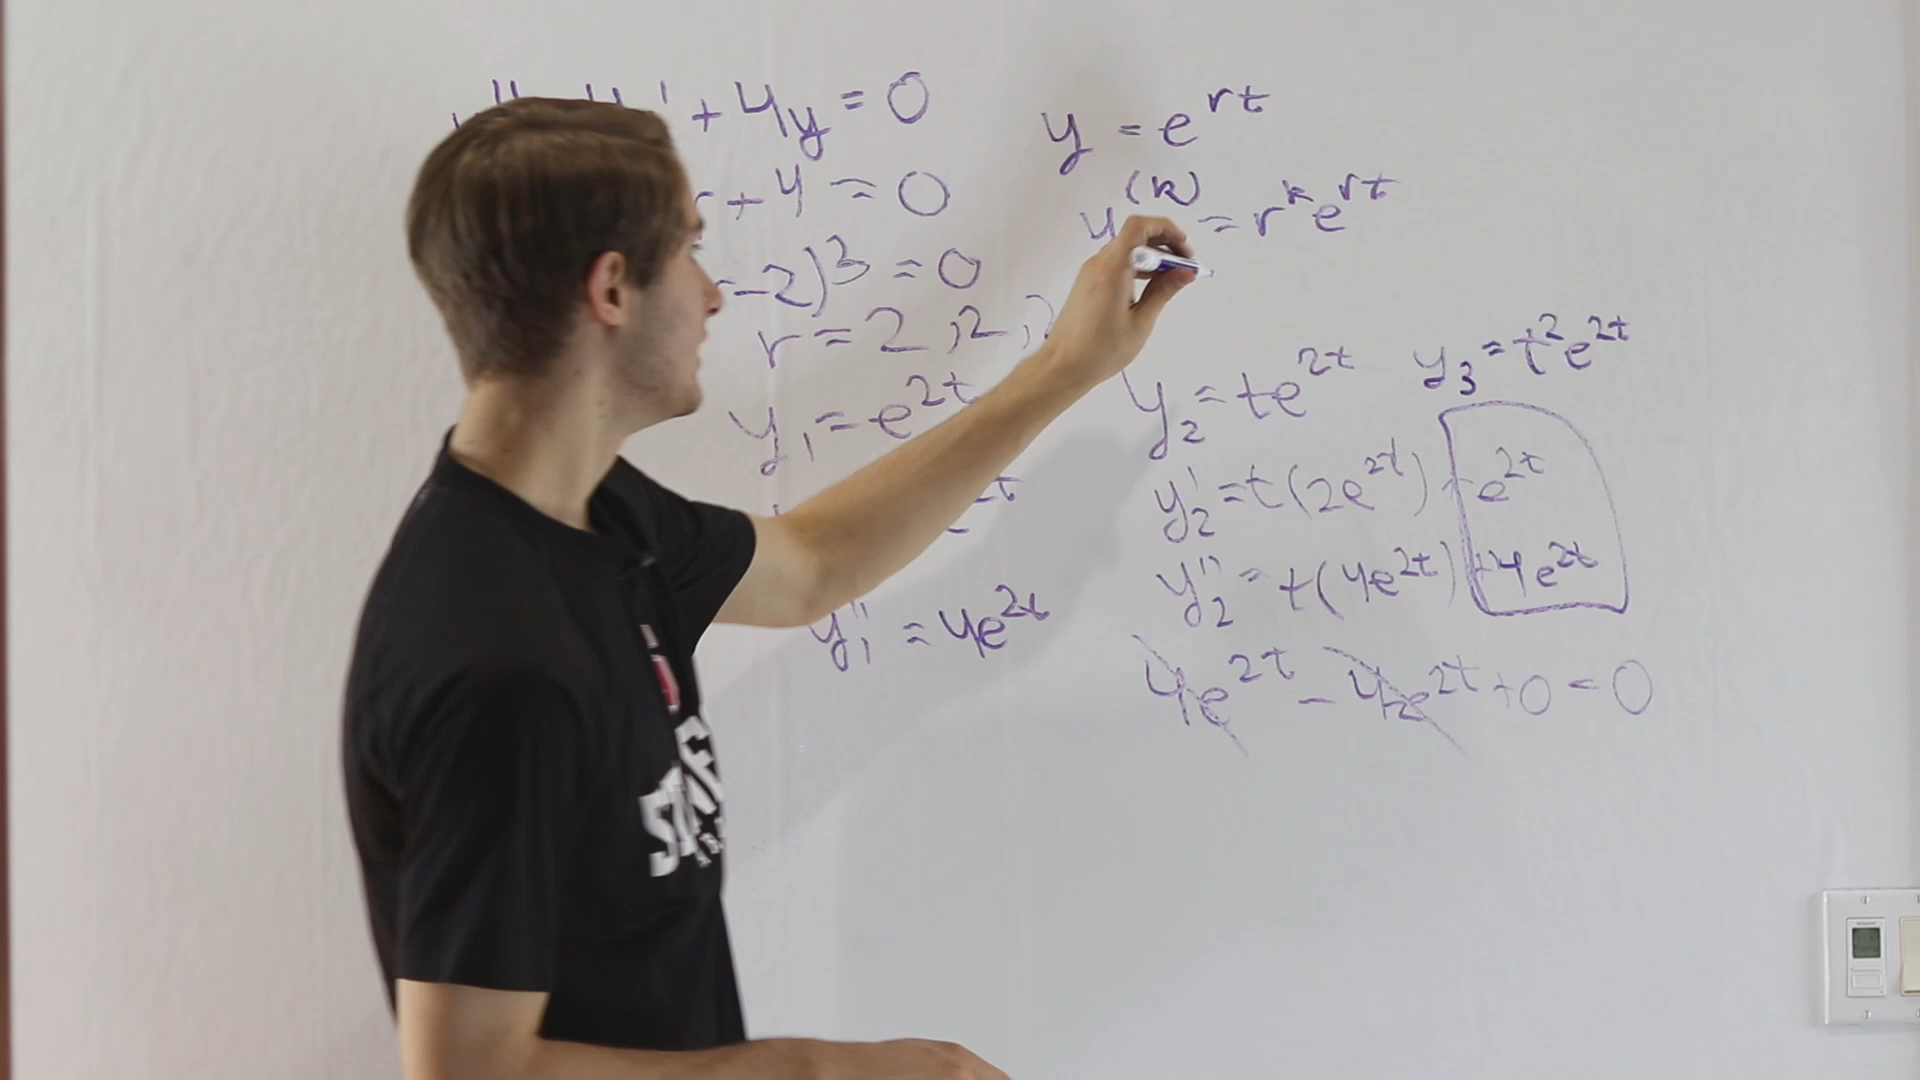 + 4y = 0
+ 4 = 0
-2)3 = 0
r = 2, 2,
y₁ = e^2t
y₁'' = 4e^2t
y = e^rt
y^(k) = r^k e^rt
y₂ = te^2t
y₃ = t²e^2t
y₂' = t(2e^2t) + e^2t
y₂'' = t(4e^2t) + 4e^2t
4e^2t - 4e^2t + 0 = 0